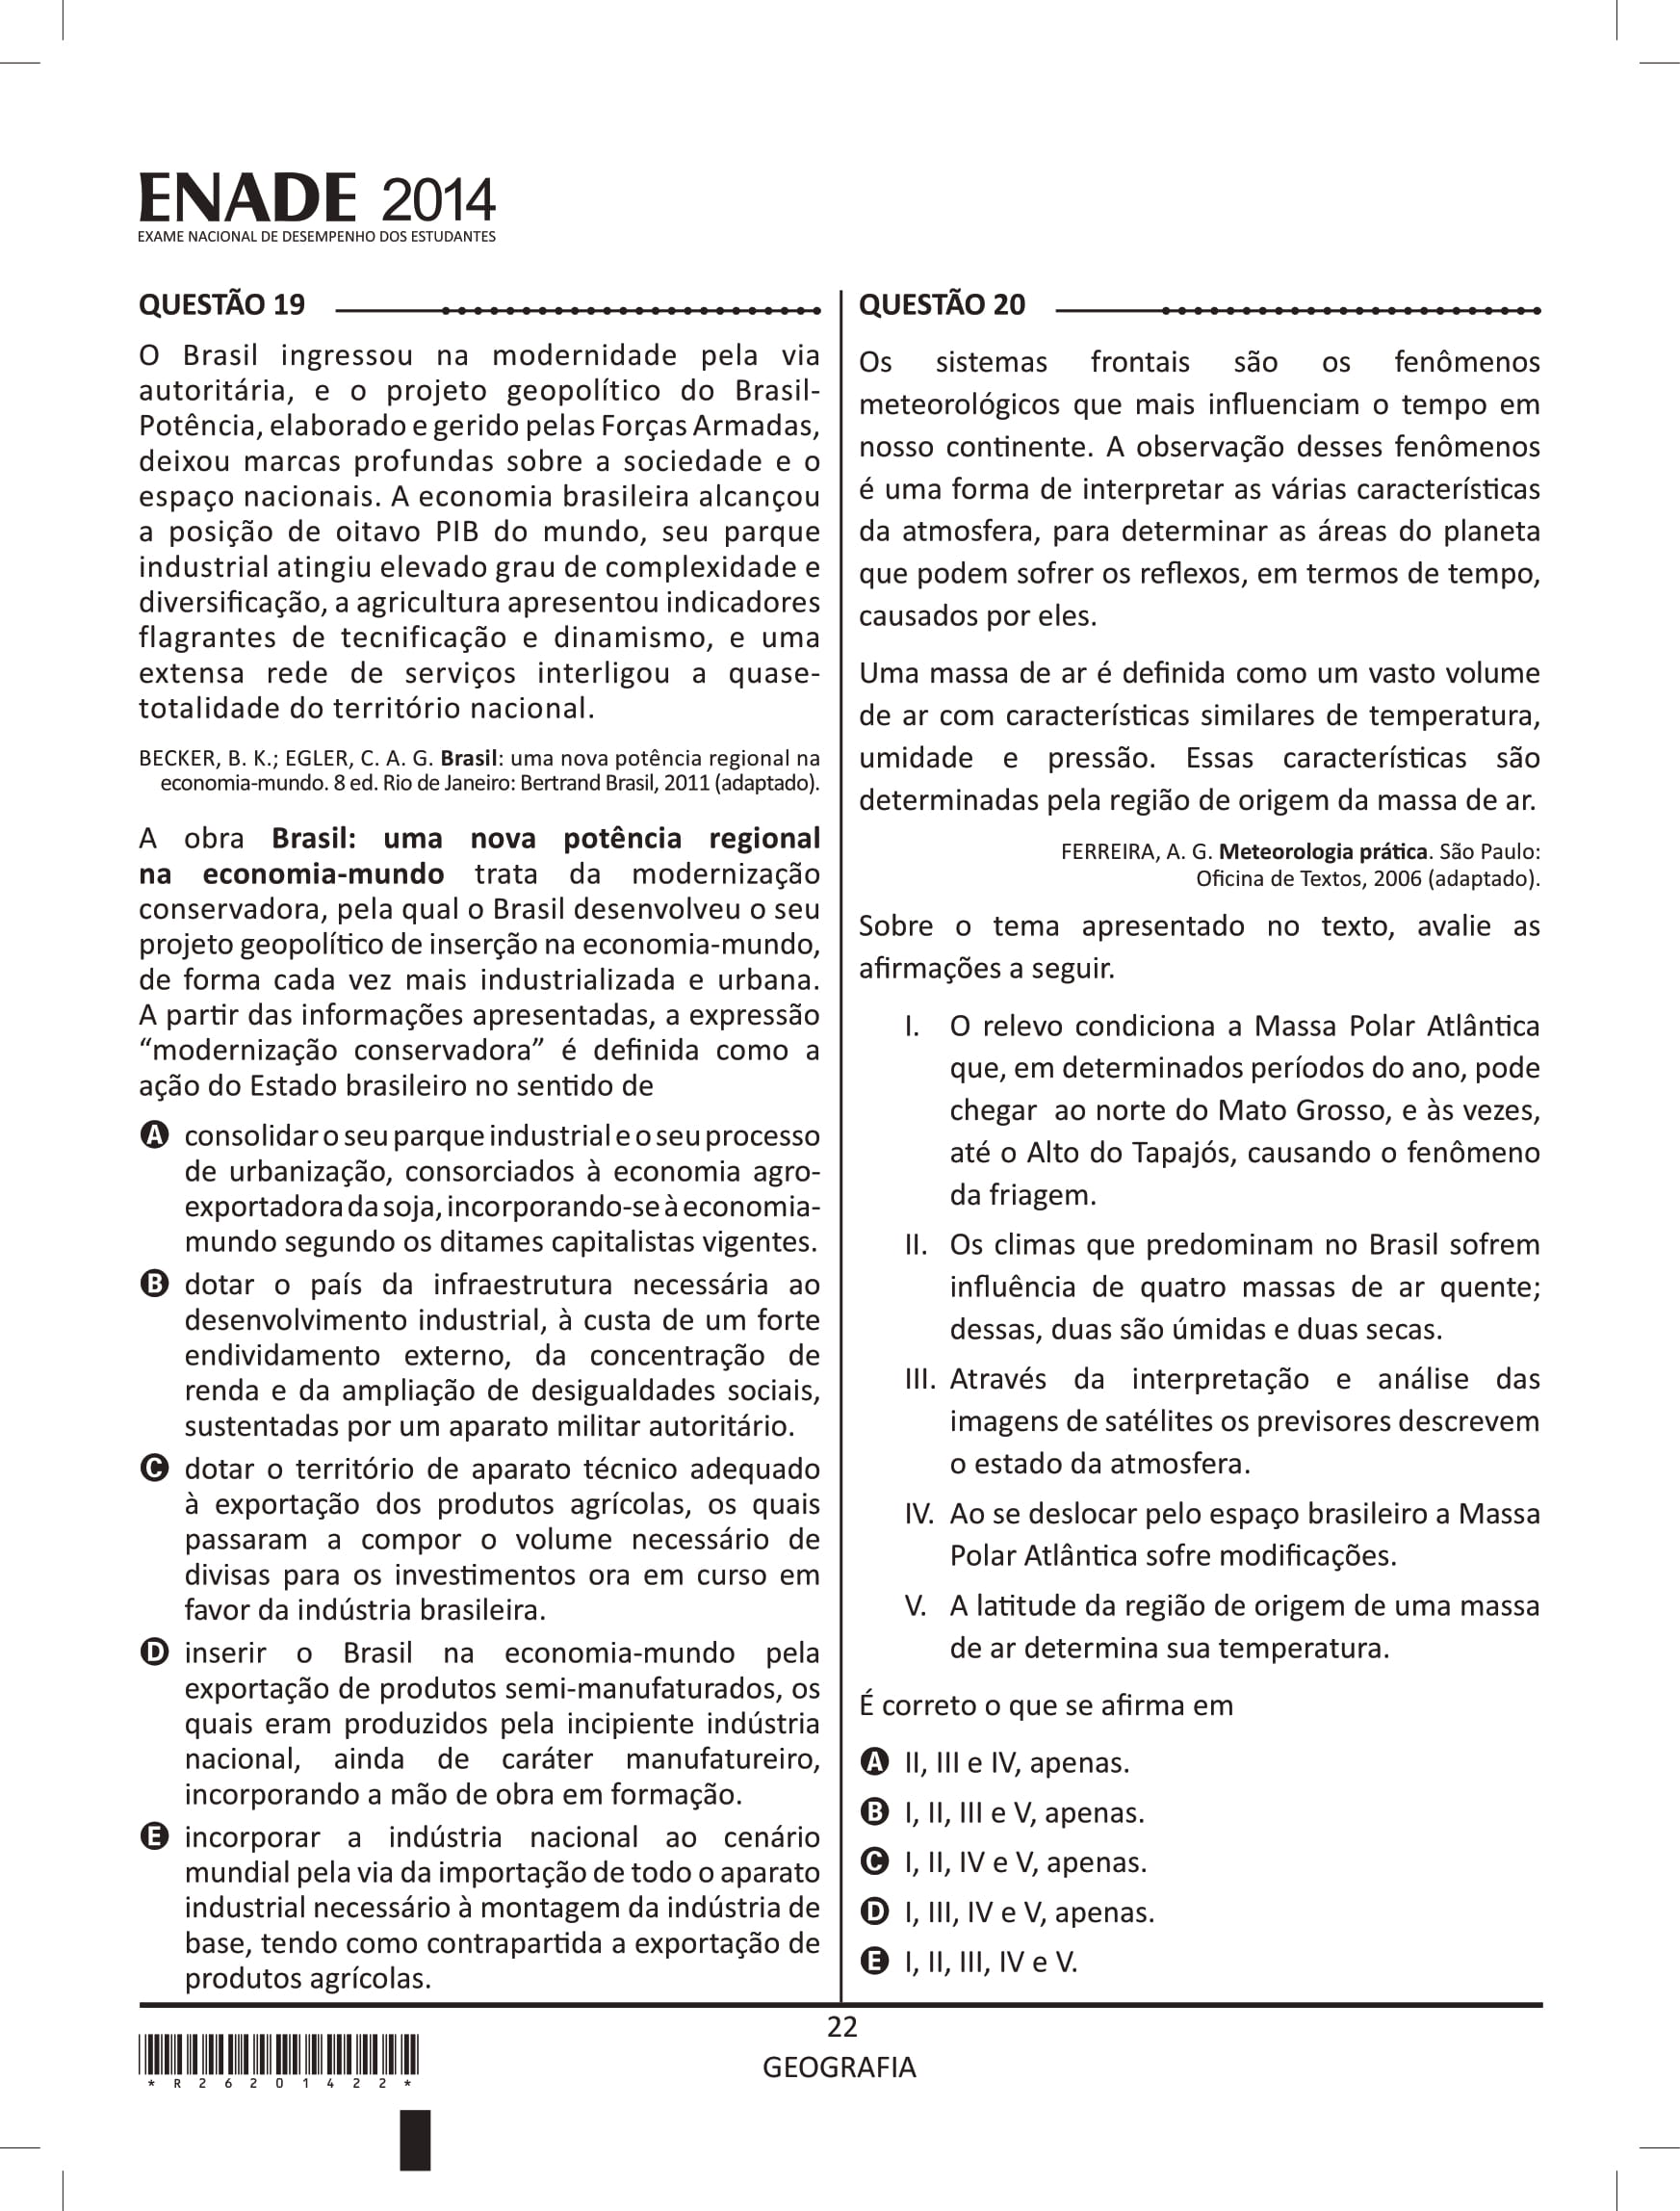 ENADE 2014
EXAME NACIONAL DE DESEMPENHO DOS ESTUDANTES
QUESTÃO 19
O Brasil ingressou na modernidade pela via
autoritária, e o projeto geopolítico do Brasil-
Potência, elaborado e gerido pelas Forças Armadas,
deixou marcas profundas sobre a sociedade e o
espaço nacionais. A economia brasileira alcançou
a posição de oitavo PIB do mundo, seu parque
industrial atingiu elevado grau de complexidade e
diversificação, a agricultura apresentou indicadores
flagrantes de tecnificação e dinamismo, e uma
extensa rede de serviços interligou a quase-
totalidade do território nacional.
BECKER, B. K.; EGLER, C. A. G. Brasil: uma nova potência regional na
economia-mundo. 8 ed. Rio de Janeiro: Bertrand Brasil, 2011 (adaptado).
A obra Brasil: uma nova potência regional
na economia-mundo trata da modernização
conservadora, pela qual o Brasil desenvolveu o seu
projeto geopolítico de inserção na economia-mundo,
de forma cada vez mais industrializada e urbana.
A partir das informações apresentadas, a expressão
“modernização conservadora” é definida como a
ação do Estado brasileiro no sentido de
A consolidar o seu parque industrial e o seu processo
de urbanização, consorciados à economia agro-
exportadora da soja, incorporando-se à economia-
mundo segundo os ditames capitalistas vigentes.
B dotar o país da infraestrutura necessária ao
desenvolvimento industrial, à custa de um forte
endividamento externo, da concentração de
renda e da ampliação de desigualdades sociais,
sustentadas por um aparato militar autoritário.
C dotar o território de aparato técnico adequado
à exportação dos produtos agrícolas, os quais
passaram a compor o volume necessário de
divisas para os investimentos ora em curso em
favor da indústria brasileira.
D inserir o Brasil na economia-mundo pela
exportação de produtos semi-manufaturados, os
quais eram produzidos pela incipiente indústria
nacional, ainda de caráter manufatureiro,
incorporando a mão de obra em formação.
E incorporar a indústria nacional ao cenário
mundial pela via da importação de todo o aparato
industrial necessário à montagem da indústria de
base, tendo como contrapartida a exportação de
produtos agrícolas.
QUESTÃO 20
Os sistemas frontais são os fenômenos
meteorológicos que mais influenciam o tempo em
nosso continente. A observação desses fenômenos
é uma forma de interpretar as várias características
da atmosfera, para determinar as áreas do planeta
que podem sofrer os reflexos, em termos de tempo,
causados por eles.
Uma massa de ar é definida como um vasto volume
de ar com características similares de temperatura,
umidade e pressão. Essas características são
determinadas pela região de origem da massa de ar.
FERREIRA, A. G. Meteorologia prática. São Paulo:
Oficina de Textos, 2006 (adaptado).
Sobre o tema apresentado no texto, avalie as
afirmações a seguir.
I. O relevo condiciona a Massa Polar Atlântica
que, em determinados períodos do ano, pode
chegar ao norte do Mato Grosso, e às vezes,
até o Alto do Tapajós, causando o fenômeno
da friagem.
II. Os climas que predominam no Brasil sofrem
influência de quatro massas de ar quente;
dessas, duas são úmidas e duas secas.
III. Através da interpretação e análise das
imagens de satélites os previsores descrevem
o estado da atmosfera.
IV. Ao se deslocar pelo espaço brasileiro a Massa
Polar Atlântica sofre modificações.
V. A latitude da região de origem de uma massa
de ar determina sua temperatura.
É correto o que se afirma em
A II, III e IV, apenas.
B I, II, III e V, apenas.
C I, II, IV e V, apenas.
D I, III, IV e V, apenas.
E I, II, III, IV e V.
22
GEOGRAFIA
* R 2 6 2 0 1 4 2 2 *